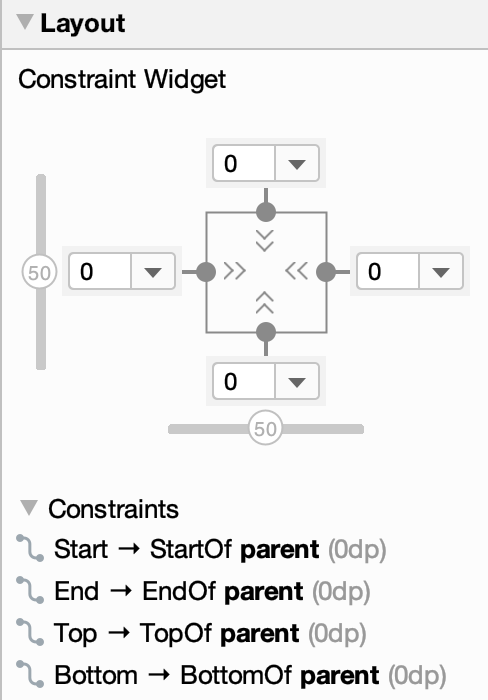 Layout
Constraint Widget
0
50
0
0
0
50
Constraints
Start → StartOf parent (0dp)
End → EndOf parent (0dp)
Top → TopOf parent (0dp)
Bottom → BottomOf parent (0dp)